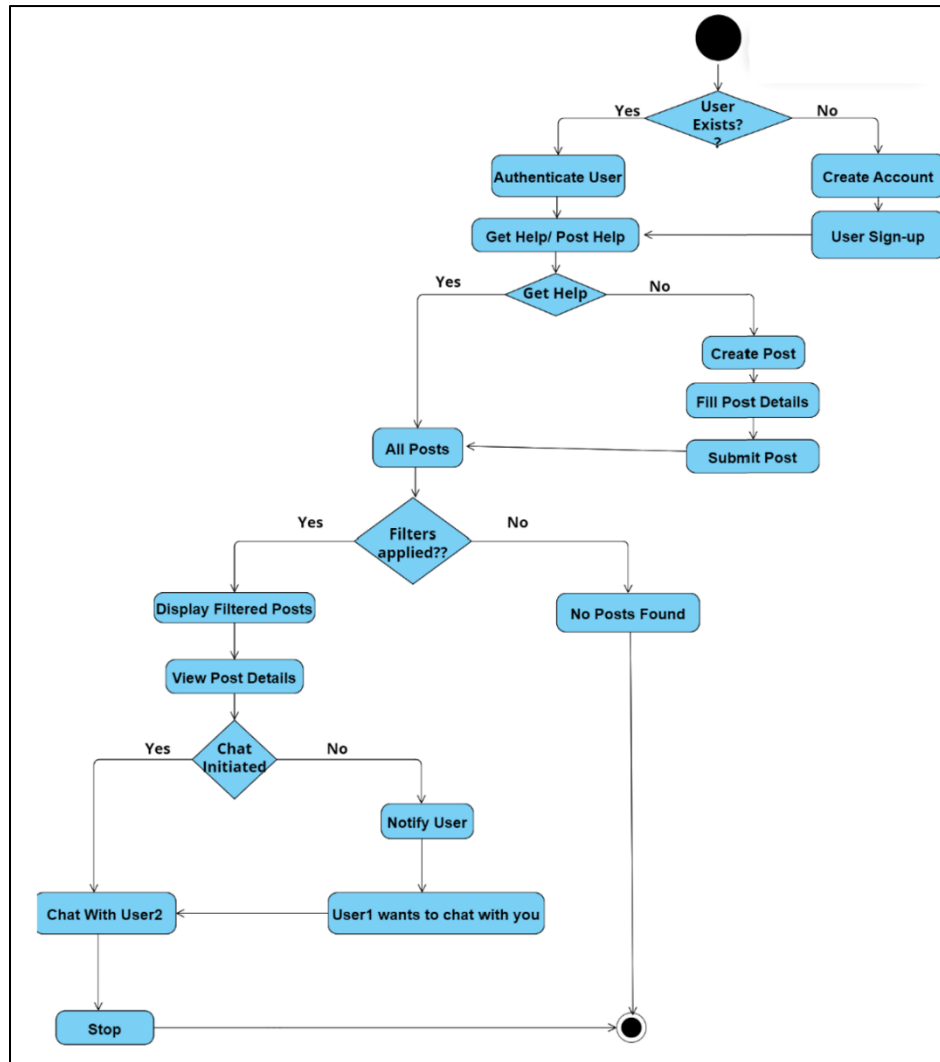 User
Exists?
?
Yes
No
Authenticate User
Create Account
Get Help/ Post Help
User Sign-up
Yes
Get Help
No
Create Post
Fill Post Details
All Posts
Submit Post
Yes
No
Filters
applied??
Display Filtered Posts
No Posts Found
View Post Details
Yes
Chat
Initiated
No
Notify User
Chat With User2
User1 wants to chat with you
Stop